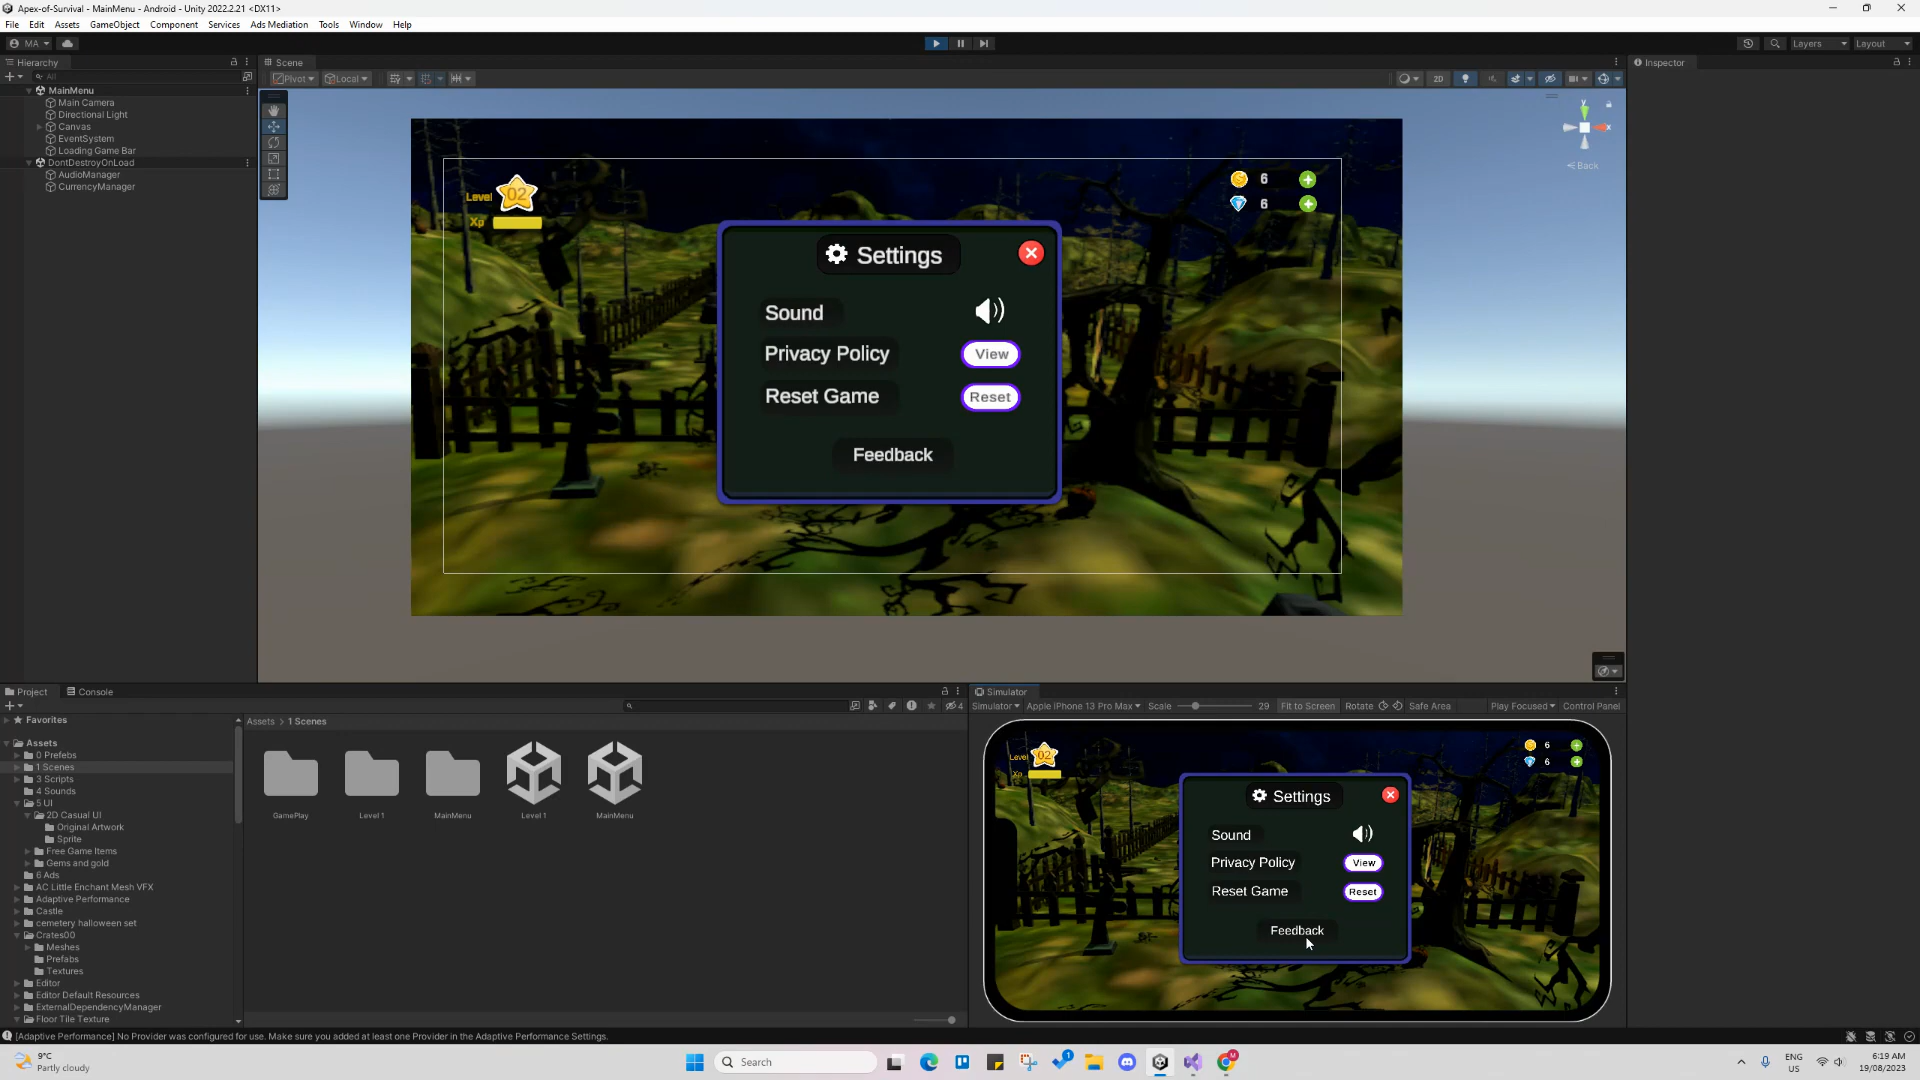 Apex-of-Survival - MainMenu - Android - Unity 2022.2.21 <DX11>
File Edit Assets GameObject Component Services Ads Mediation Tools Window Help
MA
Layers Layout
Hierarchy
All
MainMenu
Main Camera
Directional Light
Canvas
EventSystem
Loading Game Bar
DontDestroyOnLoad
AudioManager
CurrencyManager
Scene
Pivot Local
2D
y
x
Back
Level 02
Xp
6
6
Settings
Sound
Privacy Policy View
Reset Game Reset
Feedback
Inspector
Project Console
4
Favorites
Assets
0 Prefebs
1 Scenes
3 Scripts
4 Sounds
5 UI
2D Casual UI
Original Artwork
Sprite
Free Game Items
Gems and gold
6 Ads
AC Little Enchant Mesh VFX
Adaptive Performance
Castle
cemetery halloween set
Crates00
Meshes
Prefabs
Textures
Editor
Editor Default Resources
ExternalDependencyManager
Floor Tile Texture
Assets > 1 Scenes
GamePlay Level 1 MainMenu Level 1 MainMenu
Simulator
Simulator Apple iPhone 13 Pro Max Scale 29 Fit to Screen Rotate Safe Area Play Focused Control Panel
Level 02
Xp
6
6
Settings
Sound
Privacy Policy View
Reset Game Reset
Feedback
[Adaptive Performance] No Provider was configured for use. Make sure you added at least one Provider in the Adaptive Performance Settings.
9°C
Partly cloudy
Search
1
M
ENG
US
6:19 AM
19/08/2023